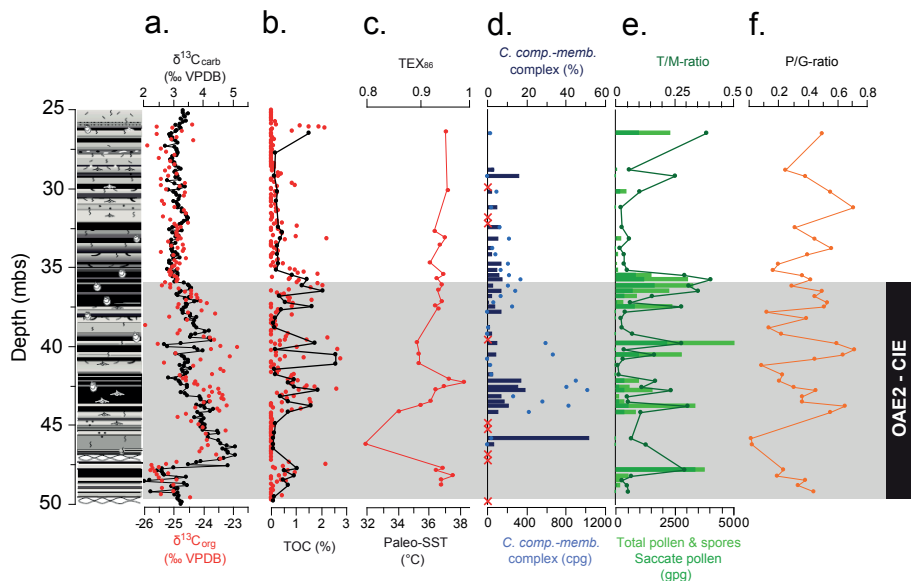 a. b. c. d. e. f.
δ¹³Ccarb
(‰ VPDB)
TEX₈₆
C. comp.-memb.
complex (%)
T/M-ratio
P/G-ratio
2 3 4 5
0.8 0.9 1
0 20 40 60
0 0.25 0.5
0 0.2 0.4 0.6 0.8
Depth (mbs)
25
30
35
40
45
50
OAE2 - CIE
-26 -25 -24 -23
0 1 2 3
32 34 36 38
0 400 800 1200
0 2500 5000
δ¹³Corg
(‰ VPDB)
TOC (%)
Paleo-SST
(°C)
C. comp.-memb.
complex (cpg)
Total pollen & spores
Saccate pollen
(gpg)